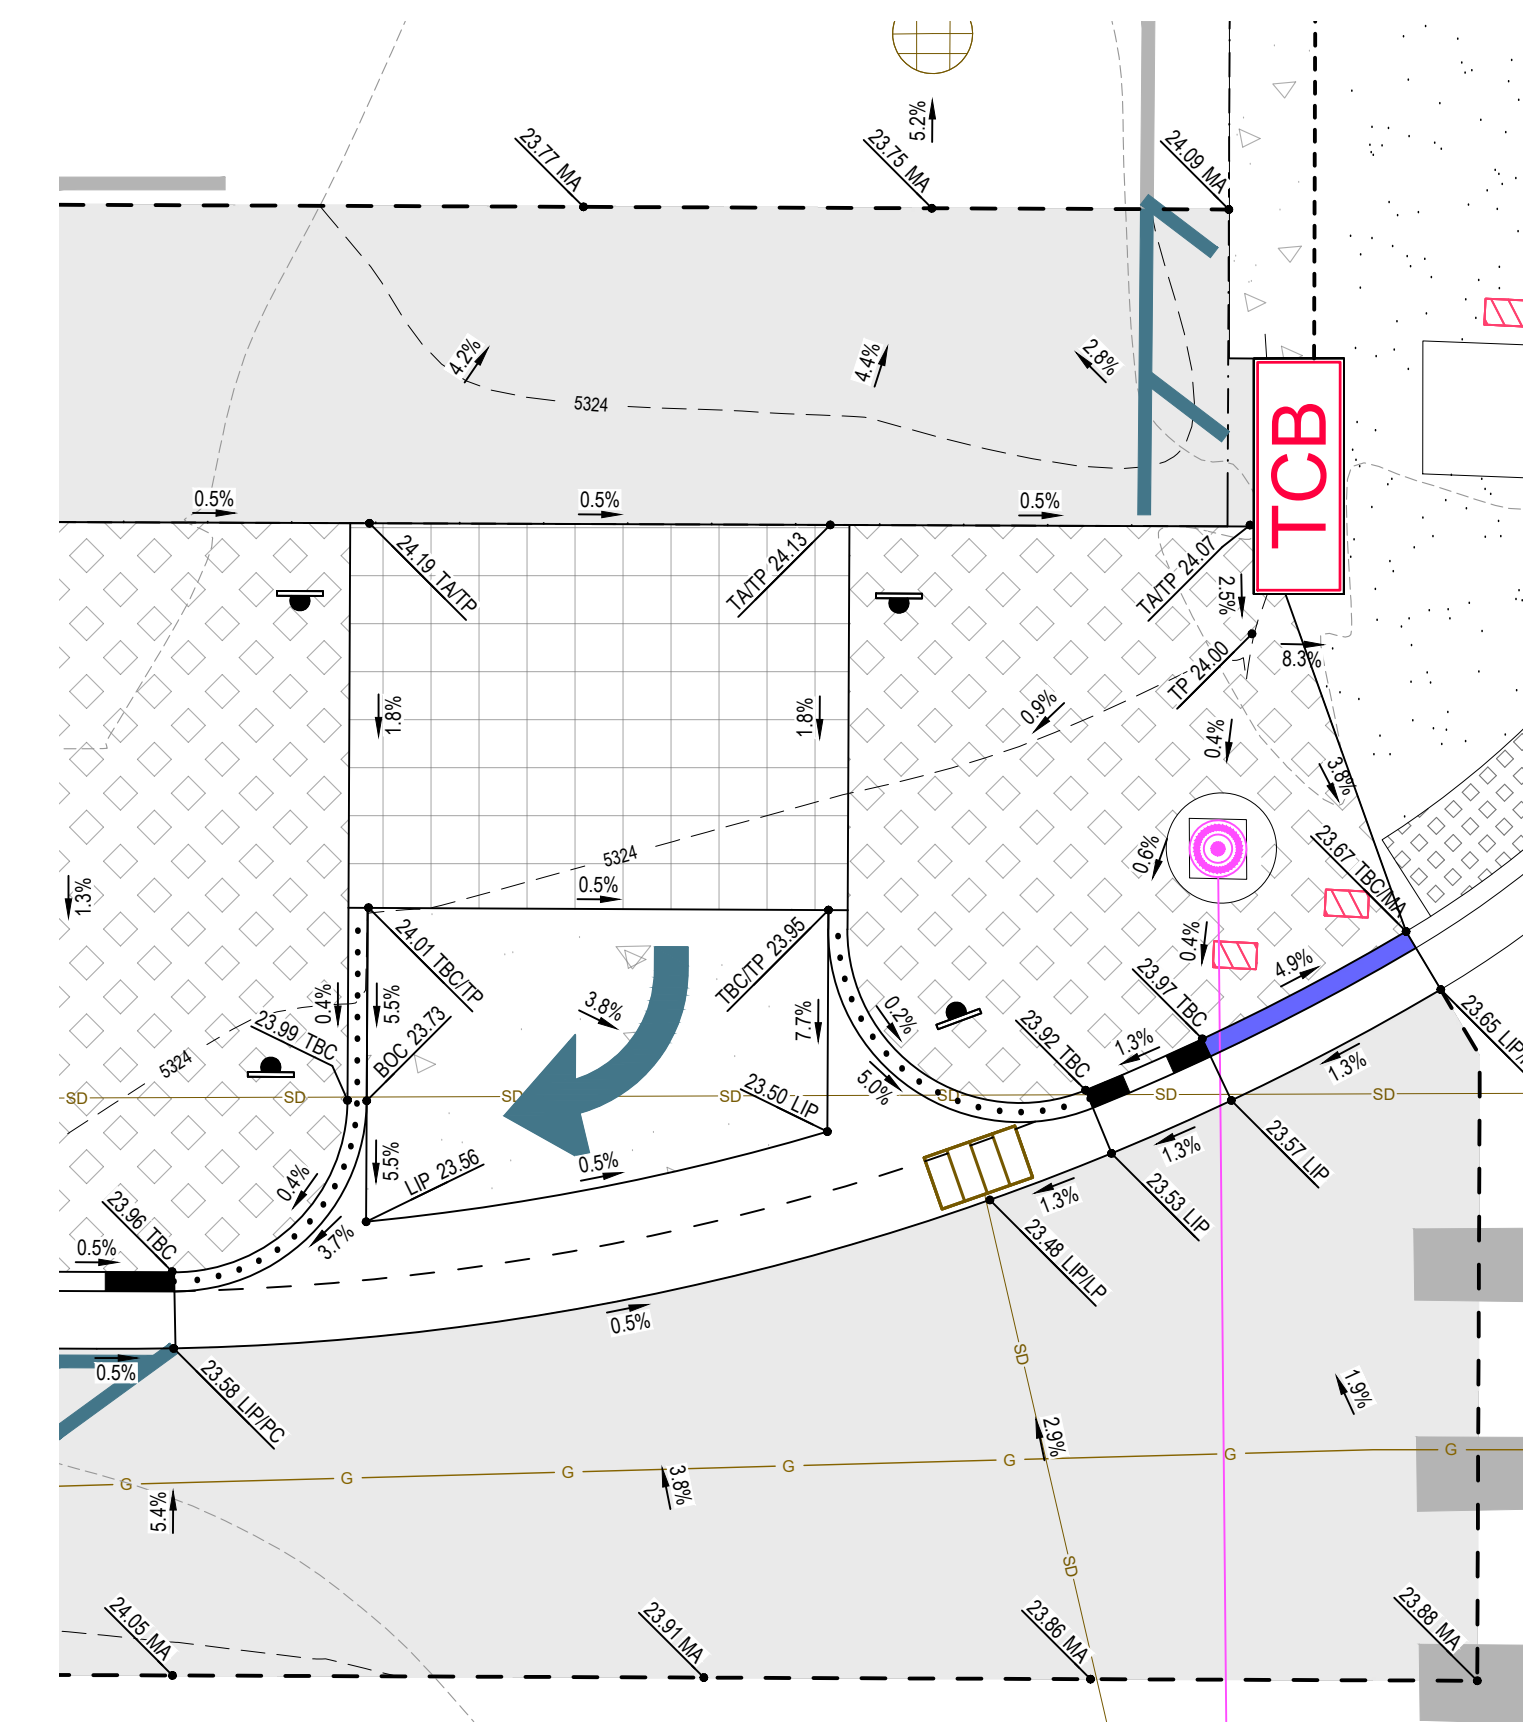 5.2%
23.77 MA
23.75 MA
24.09 MA
4.2%
4.4%
2.8%
5324
TCB
0.5%
0.5%
0.5%
24.19 TA/TP
TA/TP 24.13
TA/TP 24.07
2.5%
TP 24.00
8.3%
1.8%
1.8%
0.9%
0.4%
3.8%
5324
0.6%
23.67 TBC/MA
1.3%
0.5%
24.01 TBC/TP
TBC/TP 23.95
0.4%
23.97 TBC
4.9%
0.4%
5.5%
3.8%
7.7%
0.2%
23.99 TBC
BOC 23.73
23.92 TBC
1.3%
23.65 LIP/
5324
1.3%
5.0%
23.50 LIP
SD
SD
SD
SD
SD
SD
SD
23.57 LIP
1.3%
5.5%
LIP 23.56
0.5%
0.4%
23.53 LIP
1.3%
23.96 TBC
3.7%
0.5%
23.48 LIP/LP
0.5%
SD
0.5%
23.58 LIP/PC
1.9%
2.9%
G
G
G
G
G
G
G
3.8%
5.4%
SD
24.05 MA
23.91 MA
23.86 MA
23.88 MA